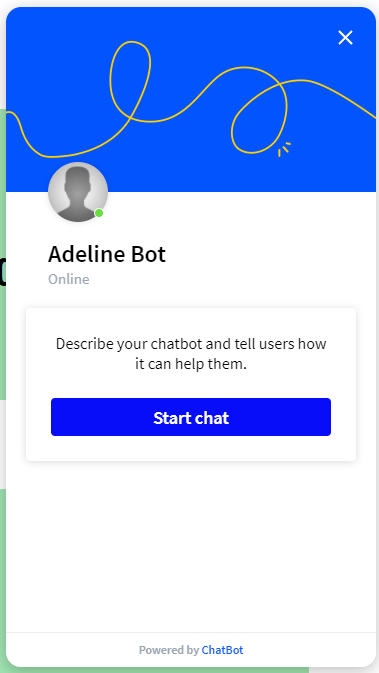 Adeline Bot
Online
Describe your chatbot and tell users how
it can help them.
Start chat
Powered by ChatBot